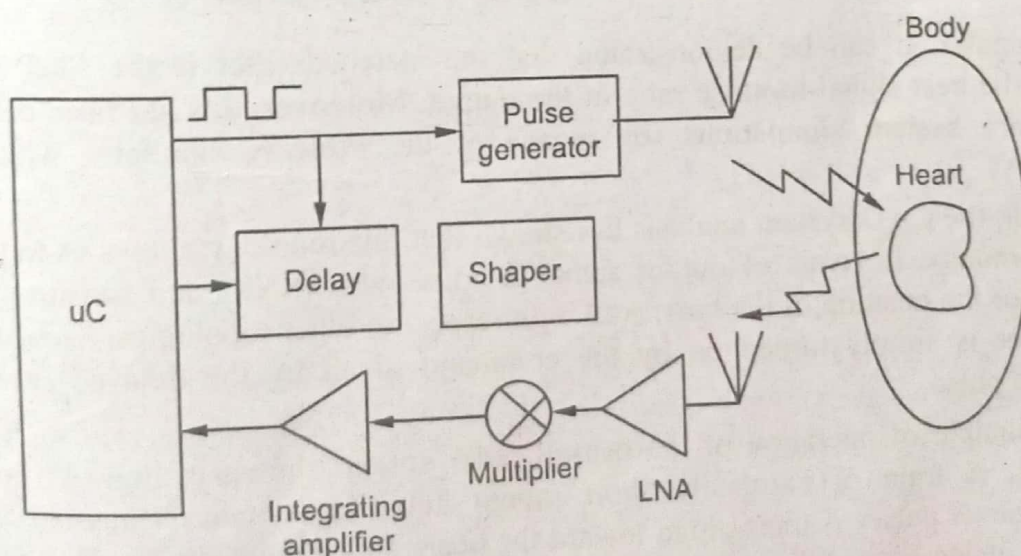 Body
Pulse
generator
Heart
Delay
Shaper
uC
Multiplier
LNA
Integrating
amplifier